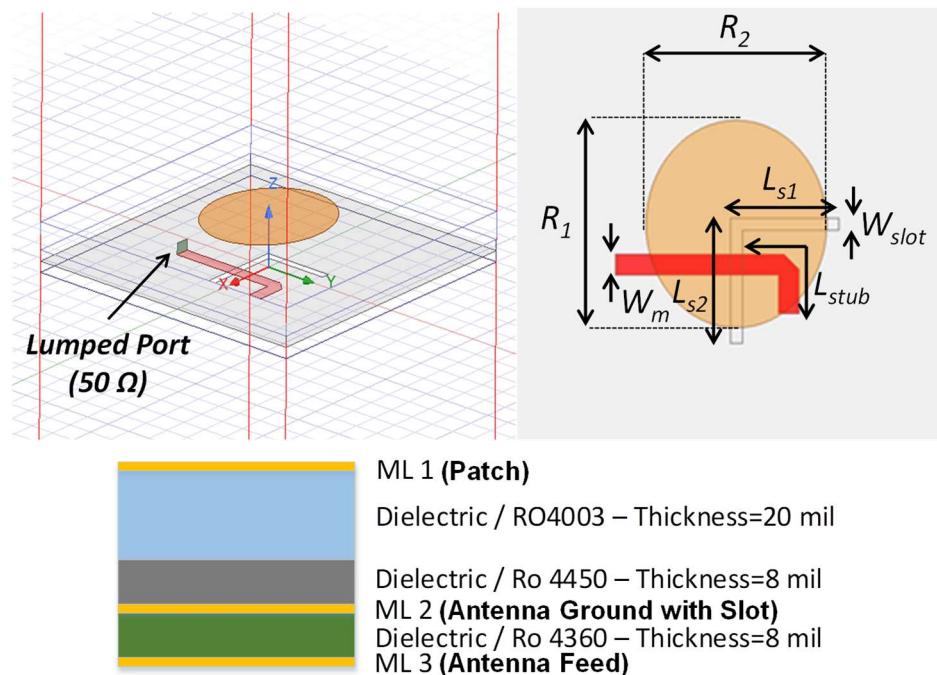 Z
X
Y
Lumped Port
(50 Ω)
R2
R1
Ls1
Wslot
Wm
Ls2
Lstub
ML 1 (Patch)
Dielectric / RO4003 – Thickness=20 mil
Dielectric / Ro 4450 – Thickness=8 mil
ML 2 (Antenna Ground with Slot)
Dielectric / Ro 4360 – Thickness=8 mil
ML 3 (Antenna Feed)